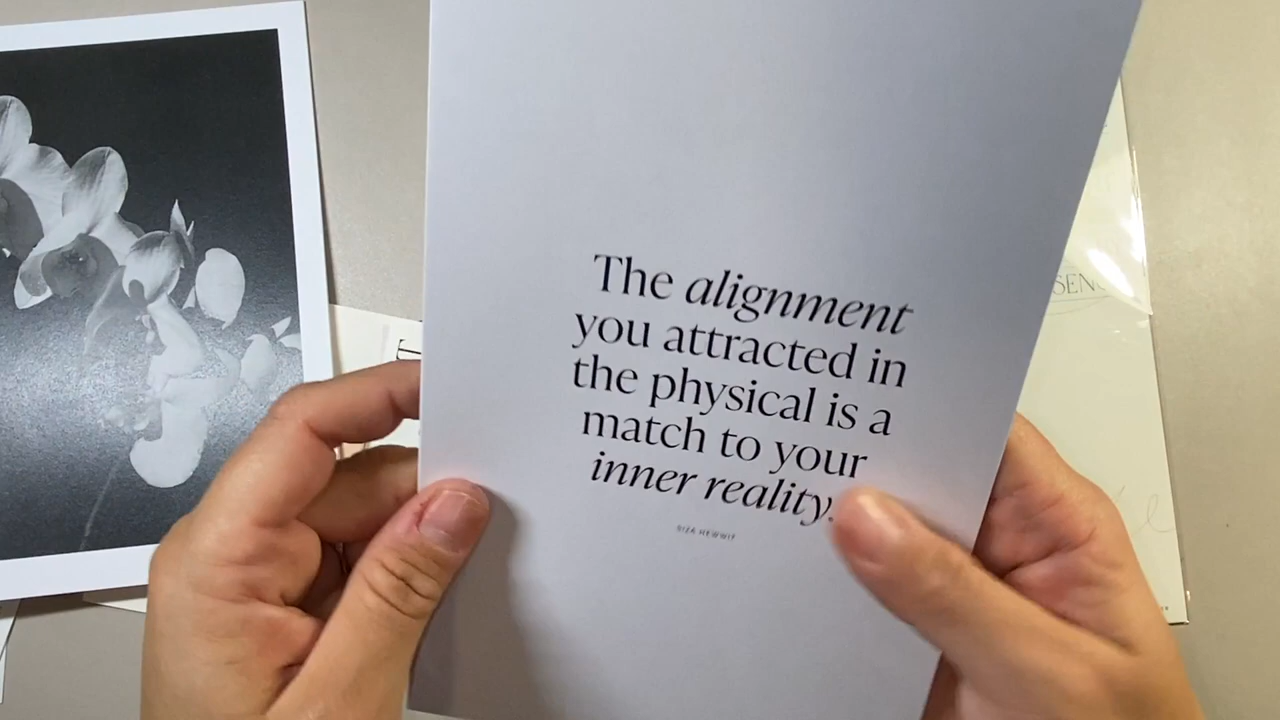 The alignment
you attracted in
the physical is a
match to your
inner reality.